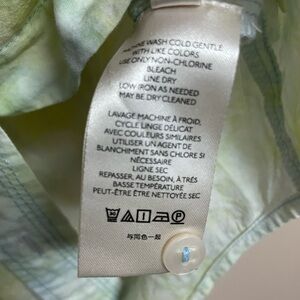 MACHINE WASH COLD GENTLE
WITH LIKE COLORS
USE ONLY NON-CHLORINE
BLEACH
LINE DRY
LOW IRON AS NEEDED
MAY BE DRY CLEANED
LAVAGE MACHINE À FROID,
CYCLE LINGE DÉLICAT
AVEC COULEURS SIMILAIRES
UTILISER UN AGENT DE
BLANCHIMENT SANS CHLORE SI
NÉCESSAIRE
LIGNE SEC
REPASSER, AU BESOIN, À TRÈS
BASSE TEMPÉRATURE
PEUT-ÊTRE ÊTRE NETTOYÉ SEC
P
与同色一起